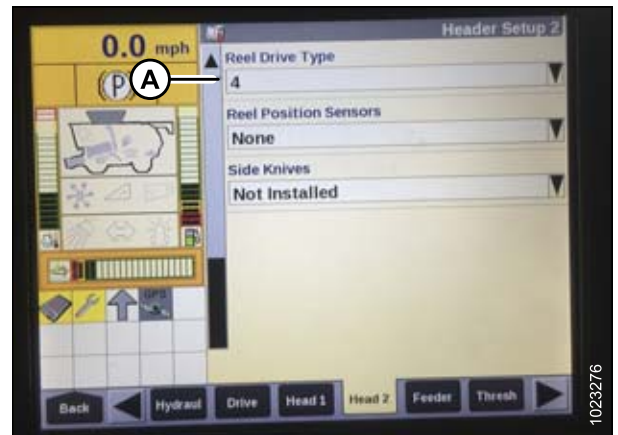 0.0 mph
Header Setup 2
Reel Drive Type
A
4
(P)
Reel Position Sensors
None
Side Knives
Not Installed
GPS
Back
Hydraul
Drive
Head 1
Head 2
Feeder
Thresh
1023276